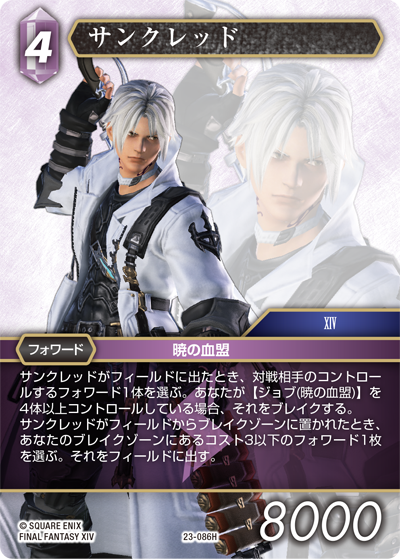 4
サンクレッド
XIV
フォワード
暁の血盟
サンクレッドがフィールドに出たとき、対戦相手のコントロー
ルするフォワード1体を選ぶ。あなたが【ジョブ(暁の血盟)】を
4体以上コントロールしている場合、それをブレイクする。
サンクレッドがフィールドからブレイクゾーンに置かれたとき、
あなたのブレイクゾーンにあるコスト3以下のフォワード1枚
を選ぶ。それをフィールドに出す。
© SQUARE ENIX
FINAL FANTASY XIV
23-086H
8000